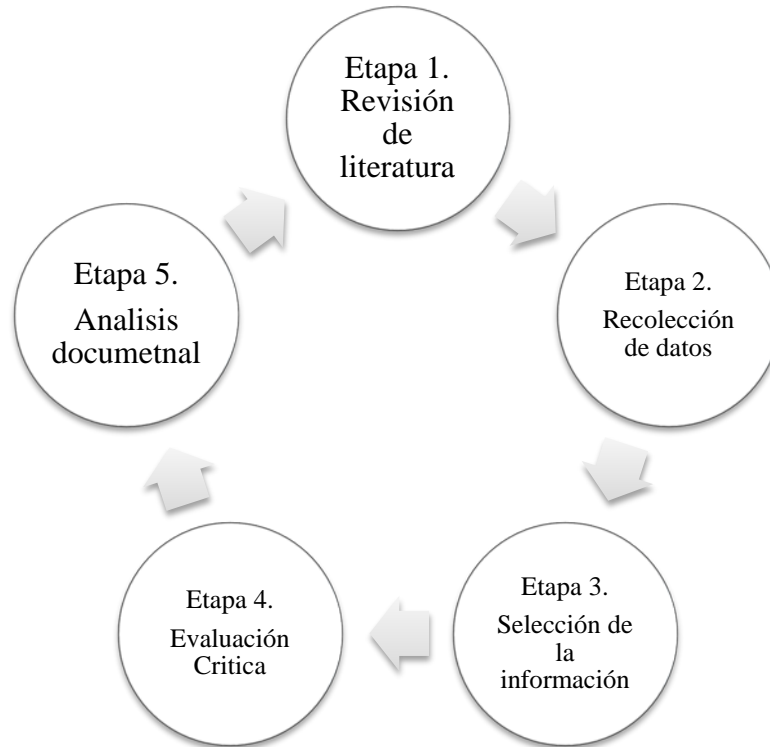 Etapa 1.
Revisión
de
literatura
Etapa 2.
Recolección
de datos
Etapa 3.
Selección de
la
información
Etapa 4.
Evaluación
Critica
Etapa 5.
Analisis
documetnal